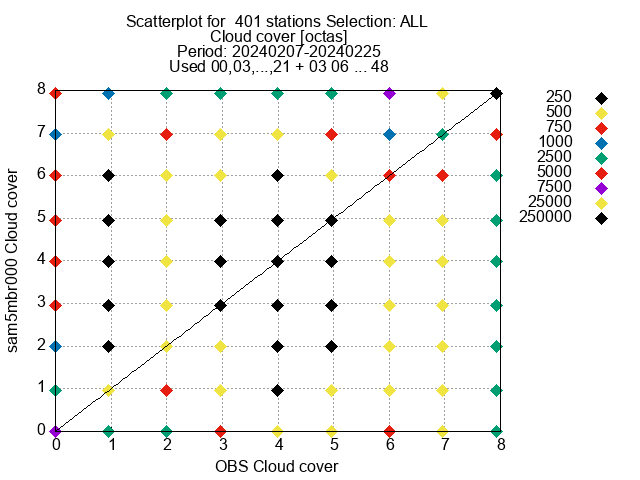 Scatterplot for  401 stations Selection: ALL
Cloud cover [octas]
Period: 20240207-20240225
Used 00,03,...,21 + 03 06 ... 48
8
7
6
5
4
3
2
1
0
sam5mbr000 Cloud cover
0 1 2 3 4 5 6 7 8
OBS Cloud cover
250
500
750
1000
2500
5000
7500
25000
250000